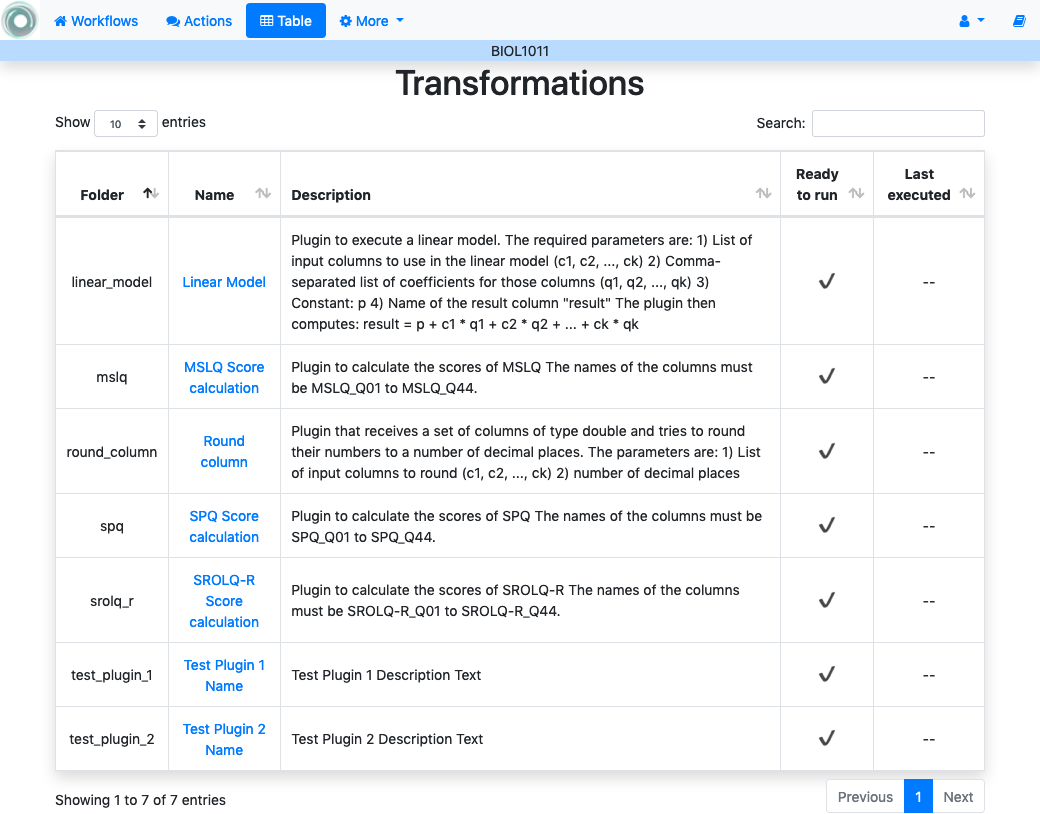 Workflows Actions Table More
BIOL1011
Transformations
Show 10 entries Search:
Folder Name Description Ready to run Last executed
linear_model Linear Model Plugin to execute a linear model. The required parameters are: 1) List of
input columns to use in the linear model (c1, c2, ..., ck) 2) Comma-
separated list of coefficients for those columns (q1, q2, ..., qk) 3)
Constant: p 4) Name of the result column "result" The plugin then
computes: result = p + c1 * q1 + c2 * q2 + ... + ck * qk
✔ --
mslq MSLQ Score calculation Plugin to calculate the scores of MSLQ The names of the columns must
be MSLQ_Q01 to MSLQ_Q44.
✔ --
round_column Round column Plugin that receives a set of columns of type double and tries to round
their numbers to a number of decimal places. The parameters are: 1) List
of input columns to round (c1, c2, ..., ck) 2) number of decimal places
✔ --
spq SPQ Score calculation Plugin to calculate the scores of SPQ The names of the columns must be
SPQ_Q01 to SPQ_Q44.
✔ --
srolq_r SROLQ-R Score calculation Plugin to calculate the scores of SROLQ-R The names of the columns
must be SROLQ-R_Q01 to SROLQ-R_Q44.
✔ --
test_plugin_1 Test Plugin 1 Name Test Plugin 1 Description Text ✔ --
test_plugin_2 Test Plugin 2 Name Test Plugin 2 Description Text ✔ --
Showing 1 to 7 of 7 entries Previous 1 Next